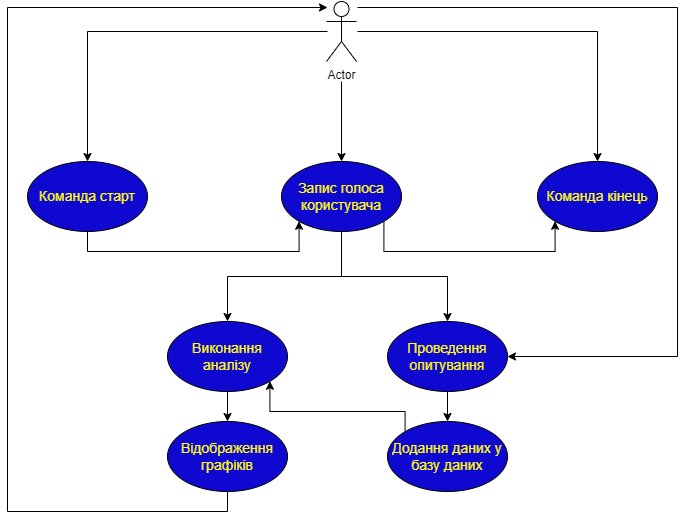 Actor
Команда старт
Запис голоса
користувача
Команда кінець
Виконання
аналізу
Проведення
опитування
Відображення
графіків
Додання даних у
базу даних